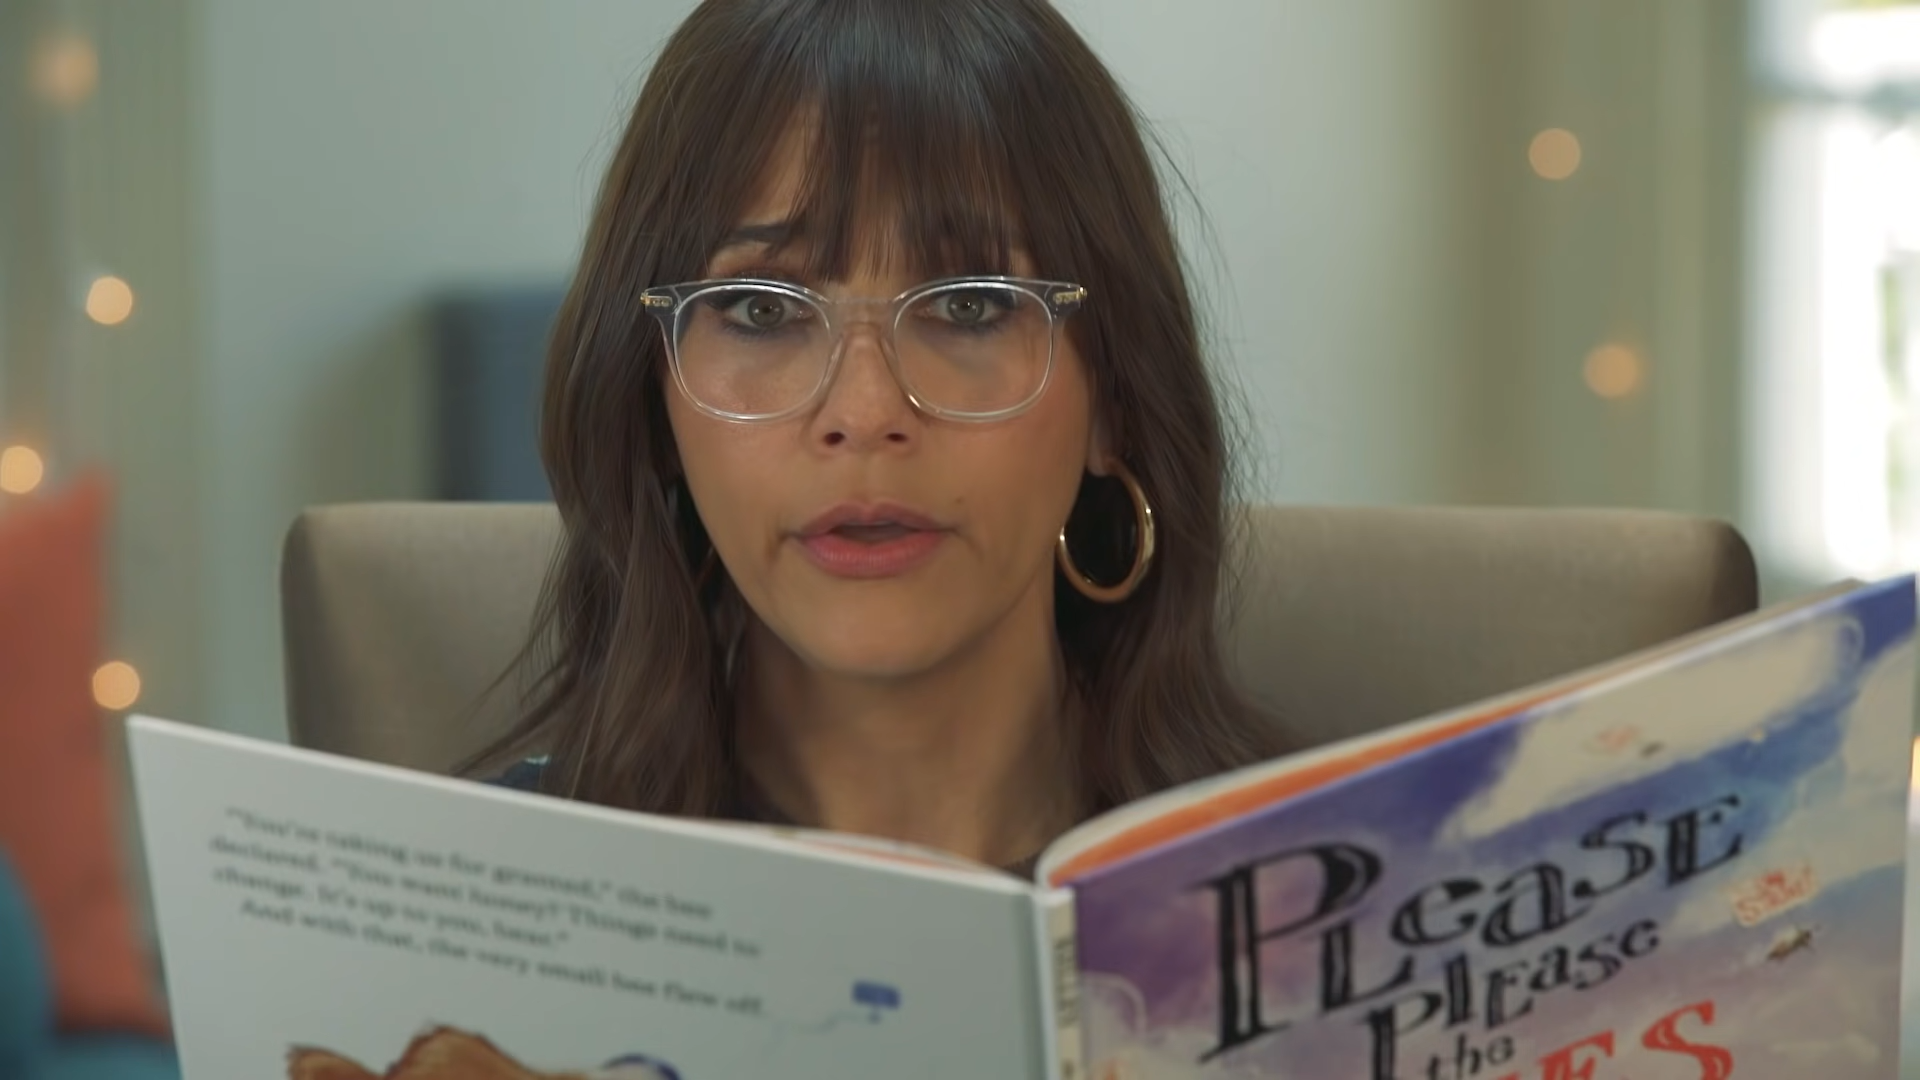 "You're taking us for granted," the bee
declared. "You want honey? Things need to
change. It's up to you, bear."
And with that, the very small bee flew off.
PLEASE
PLEASE
the